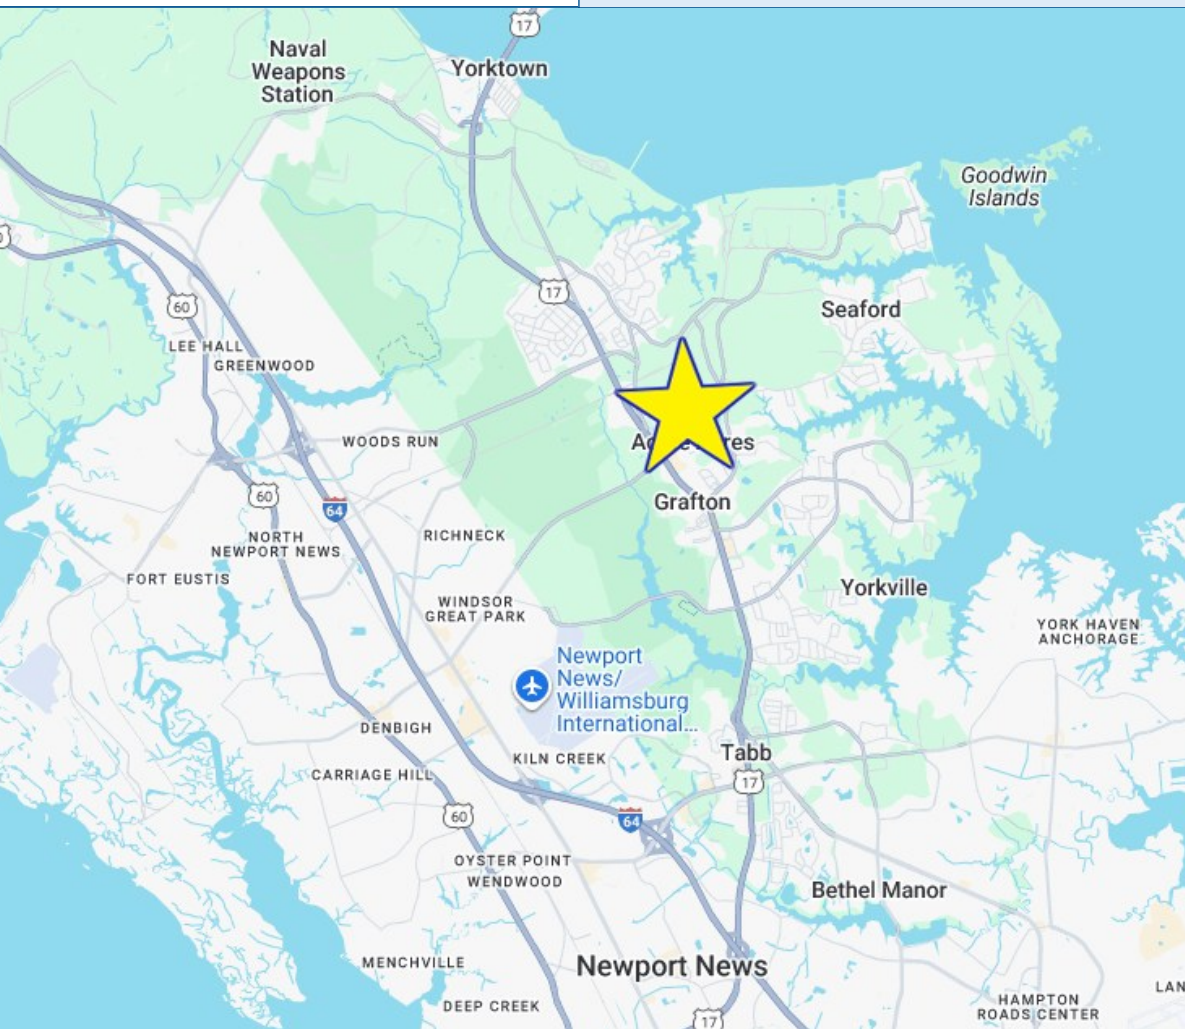 17
Naval
Weapons
Station
Yorktown
Goodwin
Islands
17
60
Seaford
LEE HALL
GREENWOOD
WOODS RUN
60
64
Grafton
NORTH
NEWPORT NEWS
RICHNECK
FORT EUSTIS
WINDSOR
GREAT PARK
Yorkville
YORK HAVEN
ANCHORAGE
Newport
News/
Williamsburg
International...
DENBIGH
KILN CREEK
Tabb
17
CARRIAGE HILL
60
64
OYSTER POINT
WENDWOOD
Bethel Manor
MENCHVILLE
Newport News
DEEP CREEK
17
HAMPTON
ROADS CENTER
LAN